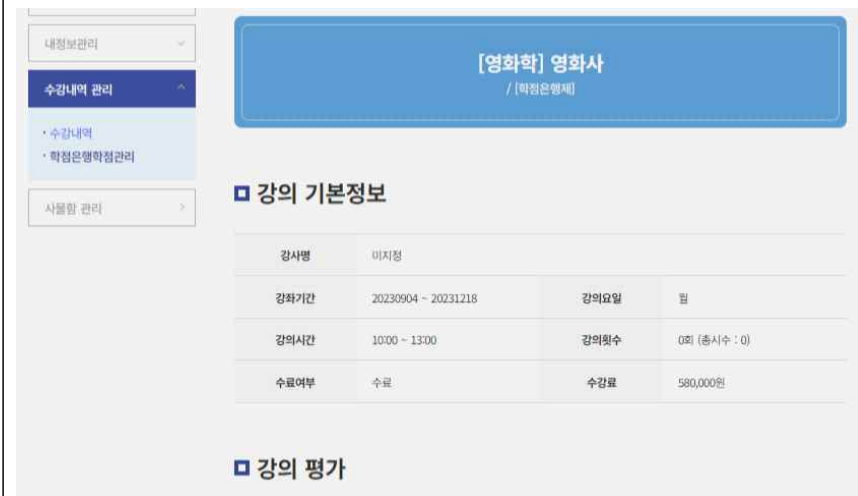 내정보관리
수강내역 관리
· 수강내역
· 학점은행학점관리
사물함 관리
[영화학] 영화사
/ [학점은행제]
강의 기본정보
강사명 미지정
강좌기간 20230904 ~ 20231218 강의요일 월
강의시간 10:00 ~ 13:00 강의횟수 0회 (총시수 : 0)
수료여부 수료 수강료 580,000원
강의 평가